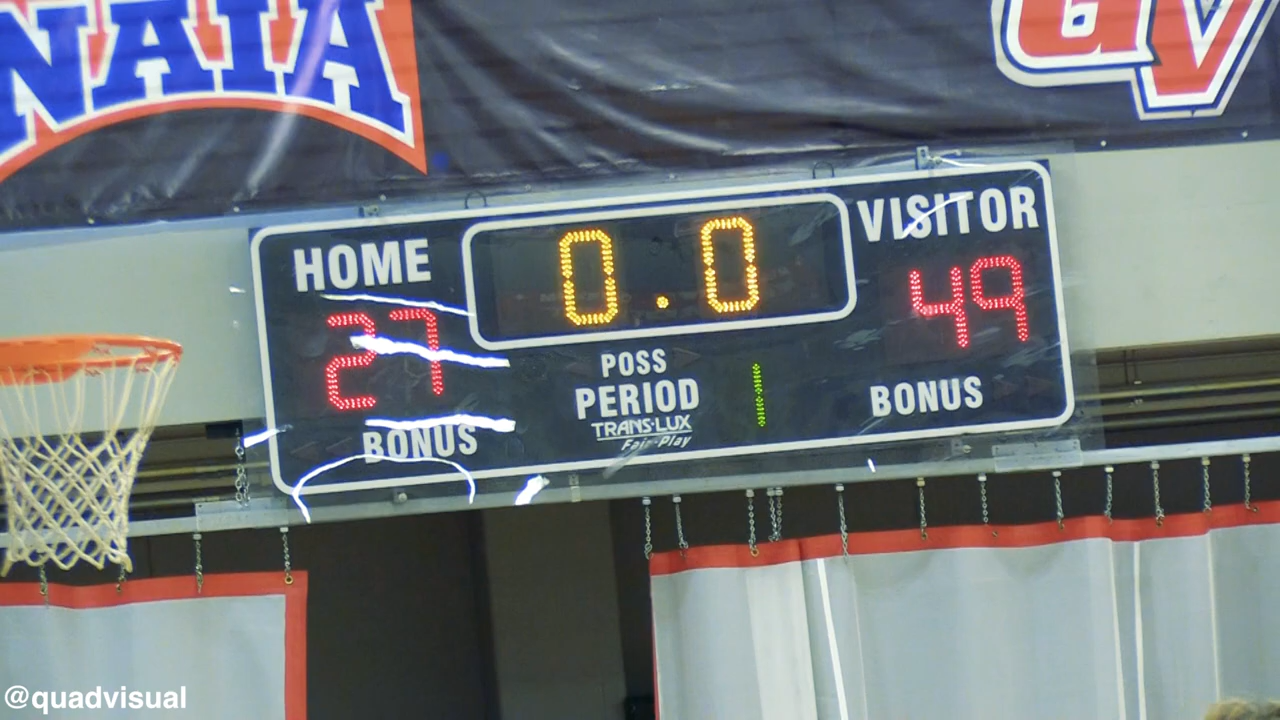 NAIA
GV
HOME
0.0
VISITOR
27
49
POSS
PERIOD
1
TRANS-LUX
Fair-Play
BONUS
BONUS
@quadvisual